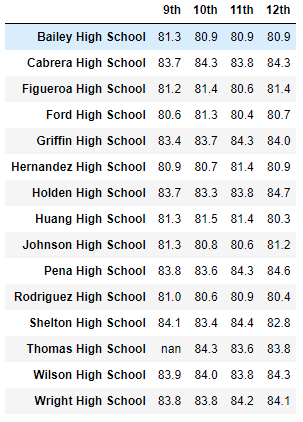 9th 10th 11th 12th
Bailey High School 81.3 80.9 80.9 80.9
Cabrera High School 83.7 84.3 83.8 84.3
Figueroa High School 81.2 81.4 80.6 81.4
Ford High School 80.6 81.3 80.4 80.7
Griffin High School 83.4 83.7 84.3 84.0
Hernandez High School 80.9 80.7 81.4 80.9
Holden High School 83.7 83.3 83.8 84.7
Huang High School 81.3 81.5 81.4 80.3
Johnson High School 81.3 80.8 80.6 81.2
Pena High School 83.8 83.6 84.3 84.6
Rodriguez High School 81.0 80.6 80.9 80.4
Shelton High School 84.1 83.4 84.4 82.8
Thomas High School nan 84.3 83.6 83.8
Wilson High School 83.9 84.0 83.8 84.3
Wright High School 83.8 83.8 84.2 84.1